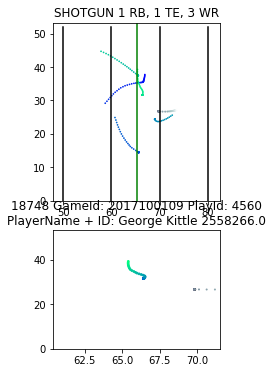 SHOTGUN 1 RB, 1 TE, 3 WR
50
40
30
20
10
0
50 60 70 80
18748 GameId: 2017100109 PlayId: 4560
PlayerName + ID: George Kittle 2558266.0
40
20
0
62.5 65.0 67.5 70.0